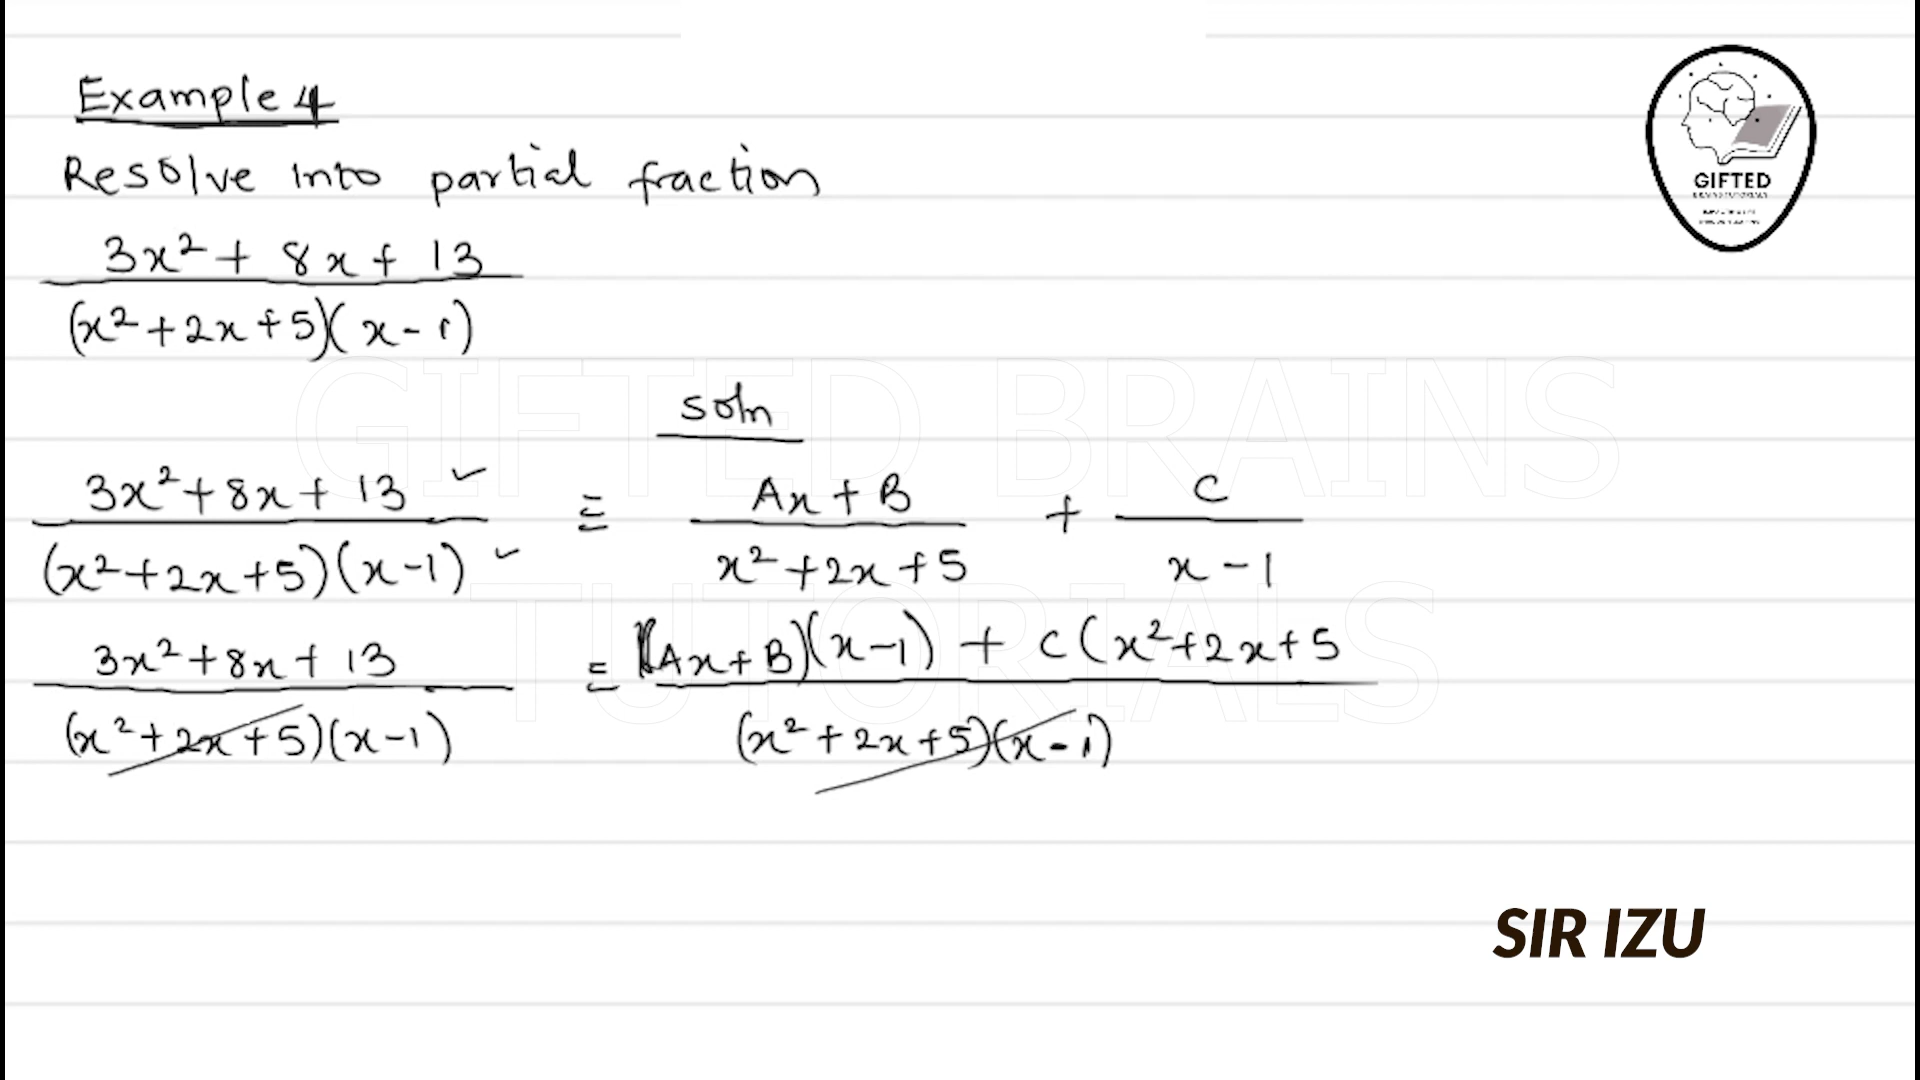 Example 4
Resolve into partial fraction
3x² + 8x + 13
(x² + 2x + 5)(x - 1)
soln
3x² + 8x + 13 ✓ ≡ Ax + B + C
(x² + 2x + 5)(x - 1) ✓ x² + 2x + 5 x - 1
3x² + 8x + 13 = (Ax + B)(x - 1) + C(x² + 2x + 5
(x² + 2x + 5)(x - 1) (x² + 2x + 5)(x - 1)
GIFTED BRAINS
TUTORIALS
GIFTED
BRAINS TUTORIALS
SIR IZU